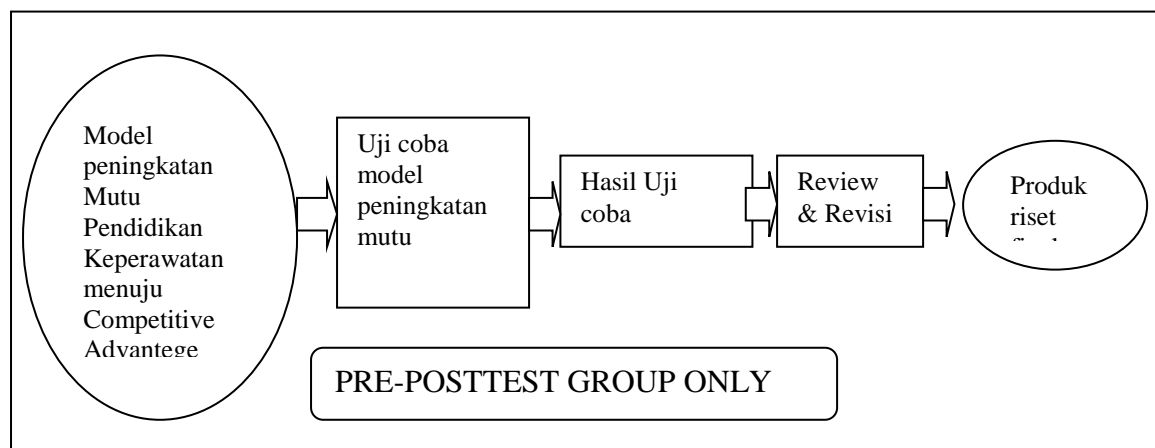 Model
peningkatan
Mutu
Pendidikan
Keperawatan
menuju
Competitive
Advantege
Uji coba
model
peningkatan
mutu
Hasil Uji
coba
Review
& Revisi
Produk
riset
PRE-POSTTEST GROUP ONLY